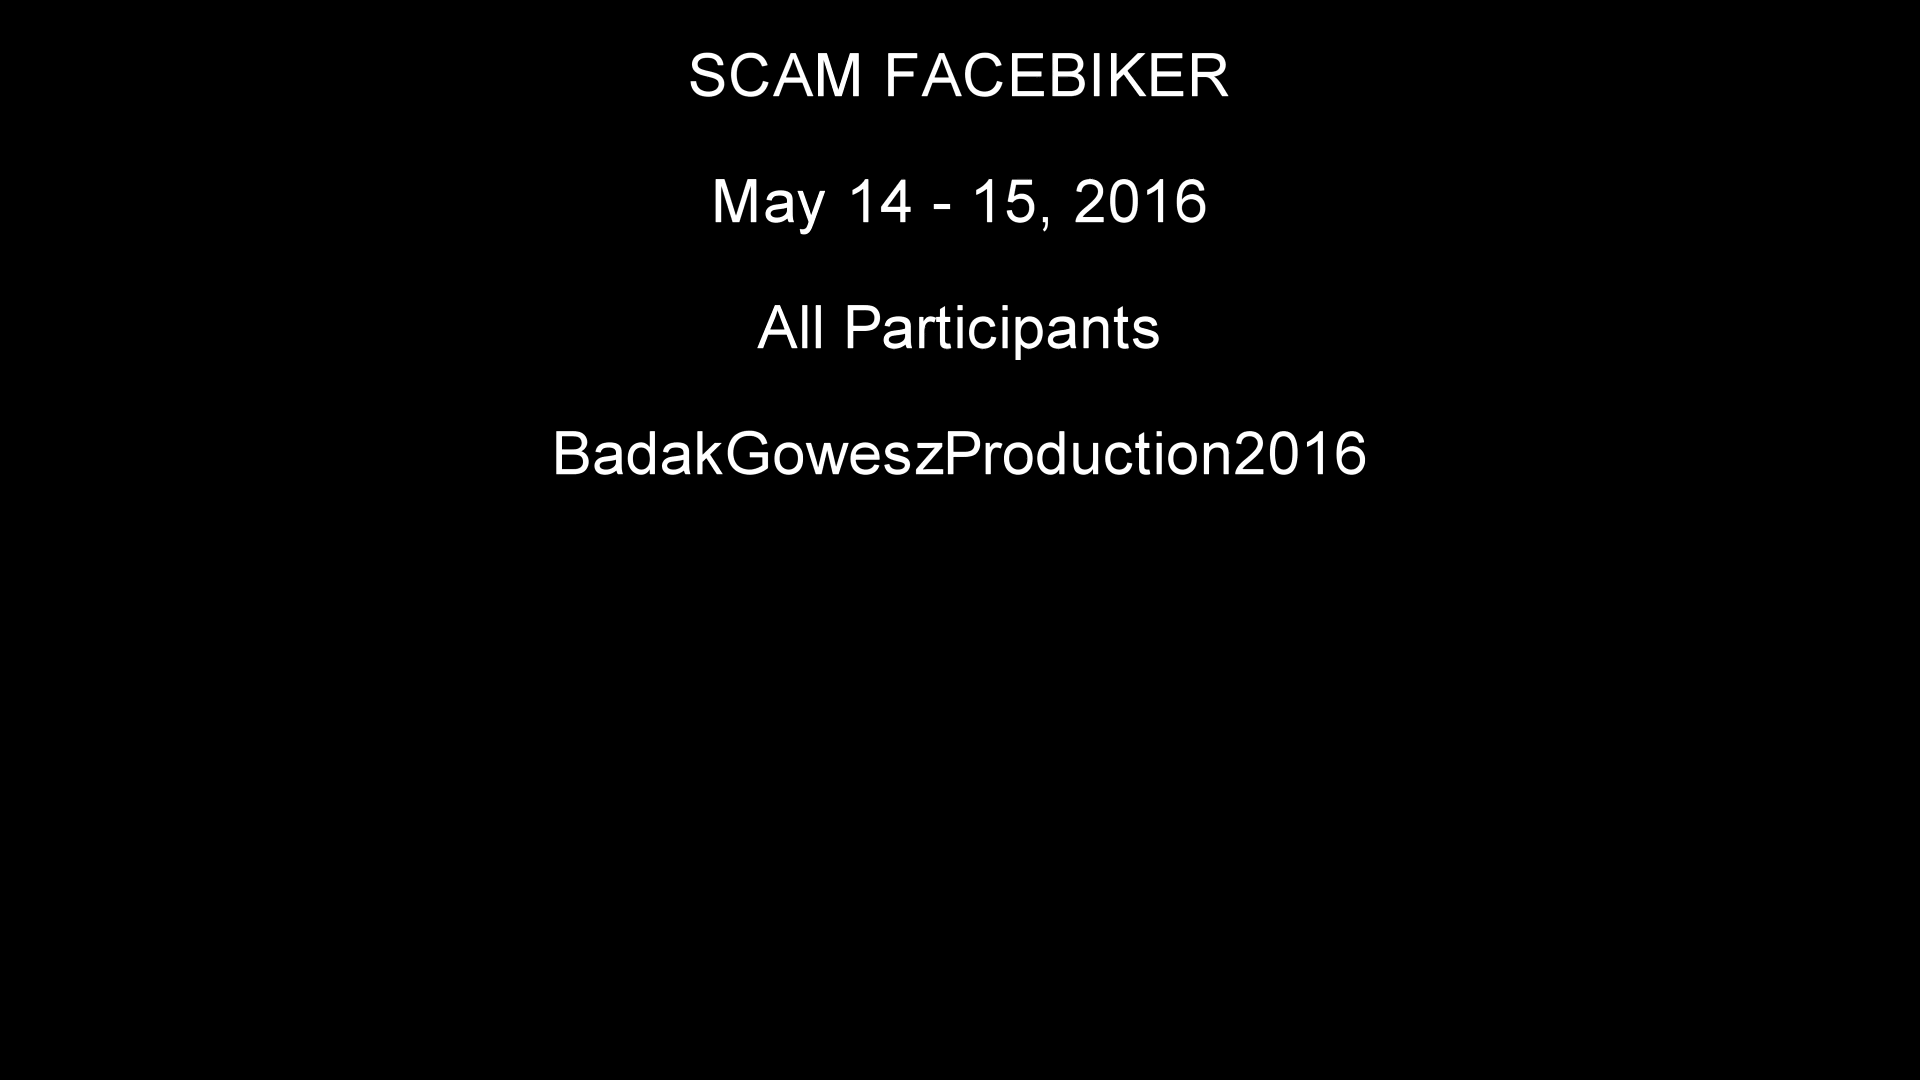 SCAM FACEBIKER
May 14 - 15, 2016
All Participants
BadakGoweszProduction2016